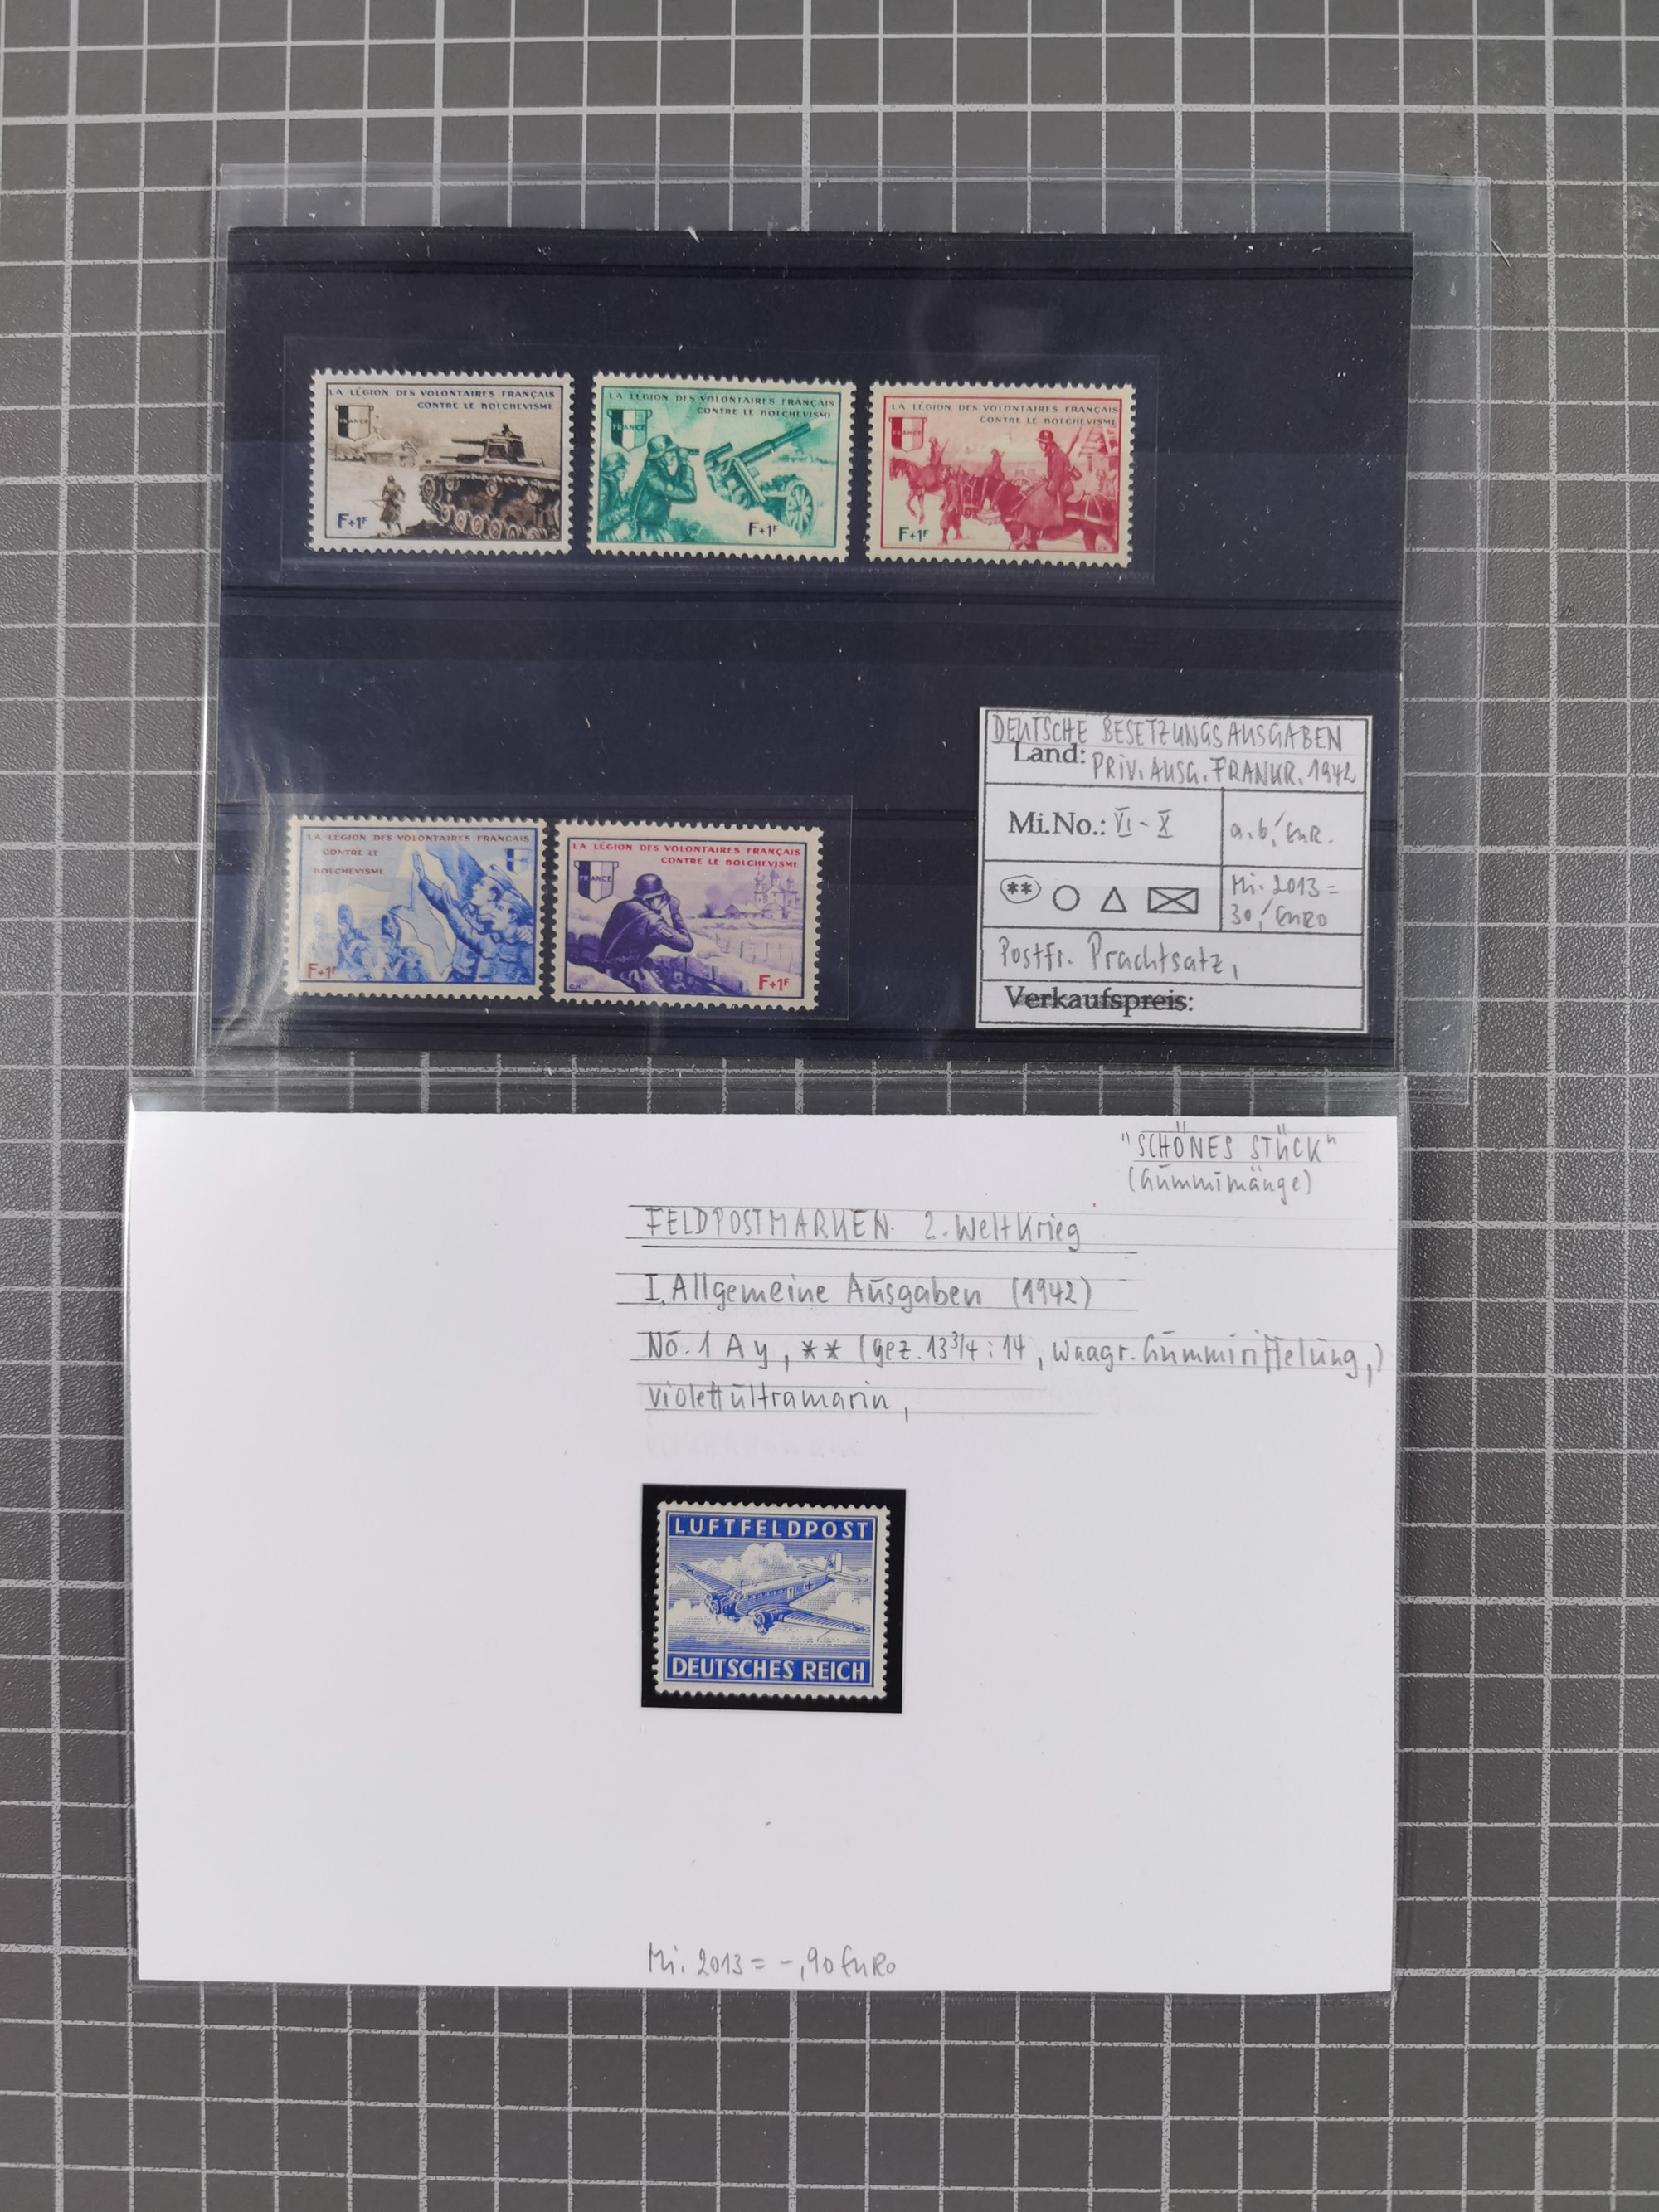 LA LÉGION DES VOLONTAIRES FRANÇAIS
CONTRE LE BOLCHEVISME
FRANCE
F+1F
LA LÉGION DES VOLONTAIRES FRANÇAIS
CONTRE LE BOLCHEVISME
FRANCE
F+1F
LA LÉGION DES VOLONTAIRES FRANÇAIS
CONTRE LE BOLCHEVISME
FRANCE
F+1F
LA LÉGION DES VOLONTAIRES FRANÇAIS
CONTRE LE
BOLCHEVISME
F+1F
LA LÉGION DES VOLONTAIRES FRANÇAIS
CONTRE LE BOLCHEVISME
FRANCE
F+1F
DEUTSCHE BESETZUNGSAUSGABEN
Land: PRIV. AUSG. FRANKR. 1942
Mi.No.: VI - X
EUR.
**
Mi. 2013 =
30,- EURO
Postfr. Prachtsatz,
Verkaufspreis:
"SCHÖNES STÜCK"
(Gummimänge)
FELDPOSTMARKEN 2. Weltkrieg
I. Allgemeine Ausgaben (1942)
No. 1 A y, ** (gez. 13 3/4 : 14, waagr. Gummiriffelung,)
violettultramarin,
LUFTFELDPOST
DEUTSCHES REICH
Mi. 2013 = -,90 EURO